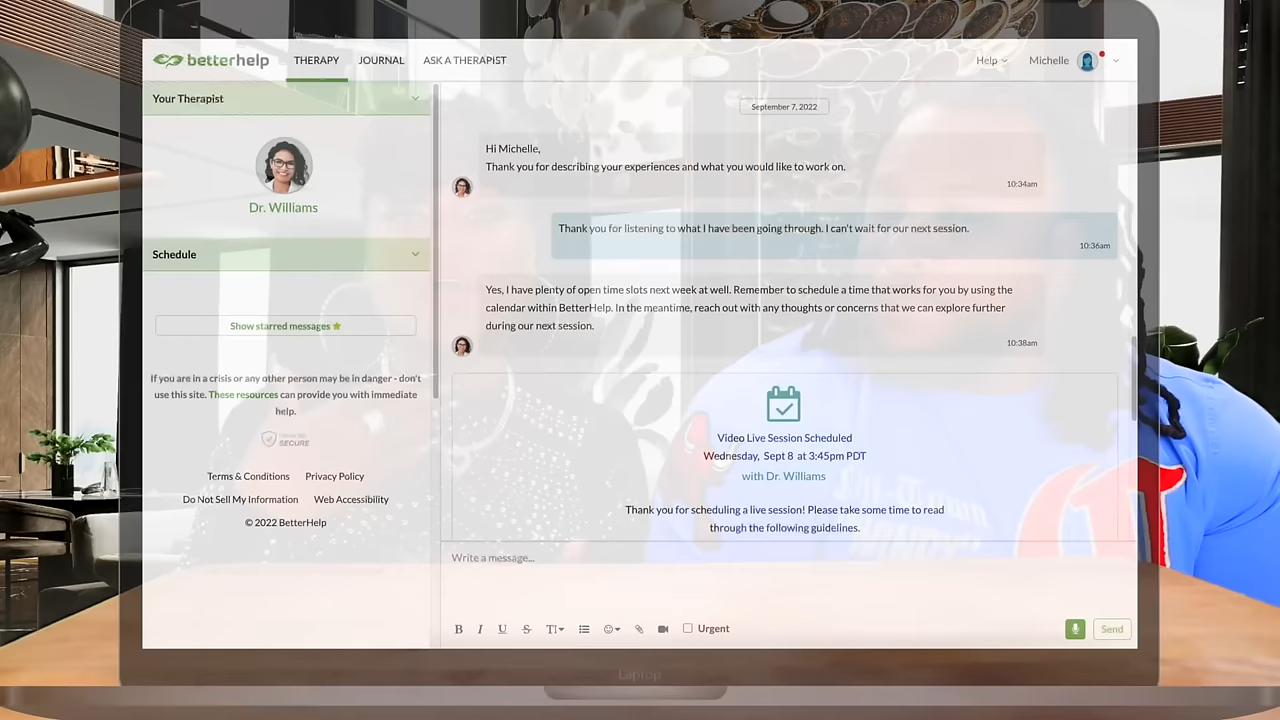 betterhelp
THERAPY
JOURNAL
ASK A THERAPIST
Help
Michelle
Your Therapist
Dr. Williams
Schedule
Show starred messages
If you are in a crisis or any other person may be in danger - don't
use this site. These resources can provide you with immediate
help.
SECURE
Terms & Conditions Privacy Policy
Do Not Sell My Information Web Accessibility
© 2022 BetterHelp
September 7, 2022
Hi Michelle,
Thank you for describing your experiences and what you would like to work on.
10:34am
Thank you for listening to what I have been going through. I can't wait for our next session.
10:36am
Yes, I have plenty of open time slots next week at well. Remember to schedule a time that works for you by using the
calendar within BetterHelp. In the meantime, reach out with any thoughts or concerns that we can explore further
during our next session.
10:38am
Video Live Session Scheduled
Wednesday, Sept 8 at 3:45pm PDT
with Dr. Williams
Thank you for scheduling a live session! Please take some time to read
through the following guidelines.
Write a message...
B I U S TI Urgent
Send
Laptop